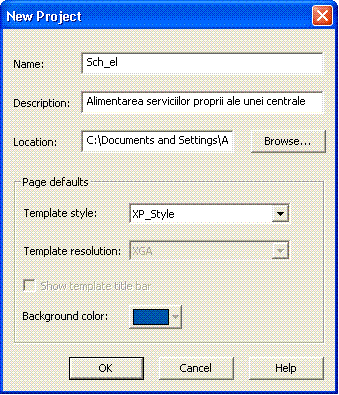 New Project
Name: Sch_el
Description: Alimentarea serviciilor proprii ale unei centrale
Location: C:\Documents and Settings\A Browse...
Page defaults
Template style: XP_Style
Template resolution: XGA
Show template title bar
Background color:
OK Cancel Help